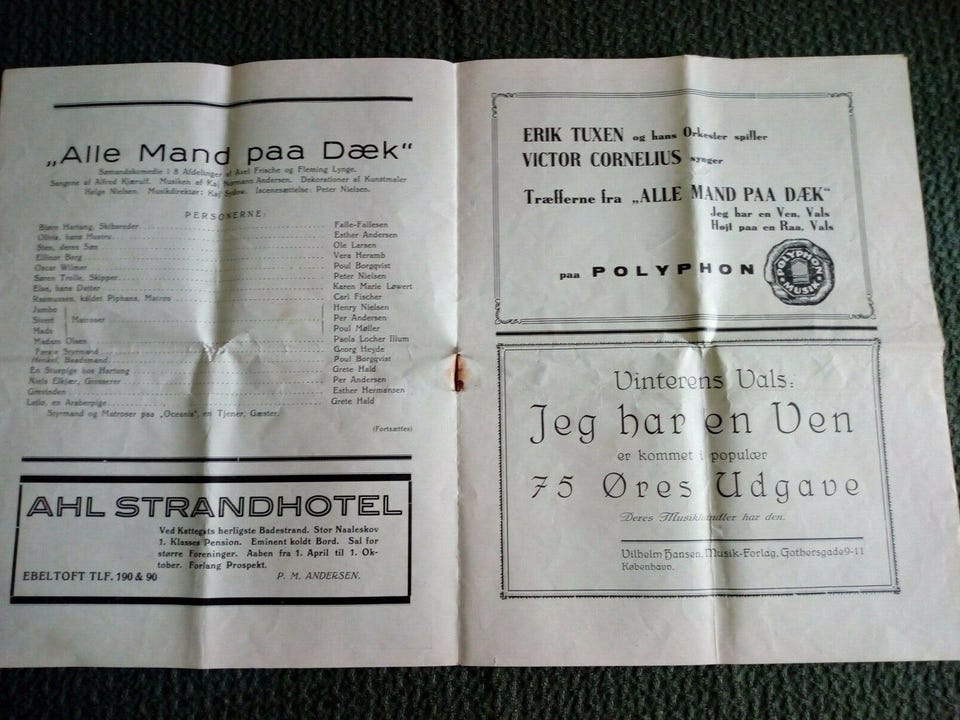 „Alle Mand paa Dæk“
Sømandskomedie i 8 Afdelinger af Axel Frische og Fleming Lynge.
Sangene af Alfred Kjærulf. Musiken af Kaj Normann Andersen. Dekorationer af Kunstmaler
Helge Nielsen. Musikdirektør: Kaj Sydow. Iscenesættelse: Peter Nielsen.
PERSONERNE:
Bjørn Hartung, Skibsreder Falle-Fallesen
Olivia, hans Hustru Esther Andersen
Sten, deres Søn Ole Larsen
Ellinor Berg Vera Heramb
Oscar Wilmer Poul Borgqvist
Søren Trolle, Skipper Peter Nielsen
Else, hans Datter Karen Marie Løwert
Rasmussen, kaldet Piphans, Matros Carl Fischer
Jumbo Henry Nielsen
Sivert Matroser Per Andersen
Mads Poul Møller
Madam Olsen Paola Locher Illum
Første Styrmand Georg Hejde
Henkel, Baadsmand Poul Borgqvist
En Stuepige hos Hartung Grete Hald
Niels Elkjær, Grosserer Per Andersen
Grevinden Esther Hermansen
Leilo, en Araberpige Grete Hald
Styrmand og Matroser paa „Oceania“, en Tjener, Gæster.
(Fortsættes)
AHL STRANDHOTEL
Ved Kattegats herligste Badestrand. Stor Naaleskov
1. Klasses Pension. Eminent koldt Bord. Sal for
større Foreninger. Aaben fra 1. April til 1. Ok-
tober. Forlang Prospekt.
EBELTOFT TLF. 190 & 90 P. M. ANDERSEN.
ERIK TUXEN og hans Orkester spiller
VICTOR CORNELIUS synger
Træfferne fra „ALLE MAND PAA DÆK“
Jeg har en Ven. Vals
Højt paa en Raa. Vals
paa POLYPHON
POLYPHON
MUSIK
Vinterens Vals:
Jeg har en Ven
er kommet i populær
75 Øres Udgave
Deres Musikhandler har den.
Vilhelm Hansen, Musik-Forlag, Gothersgade 9-11
København.